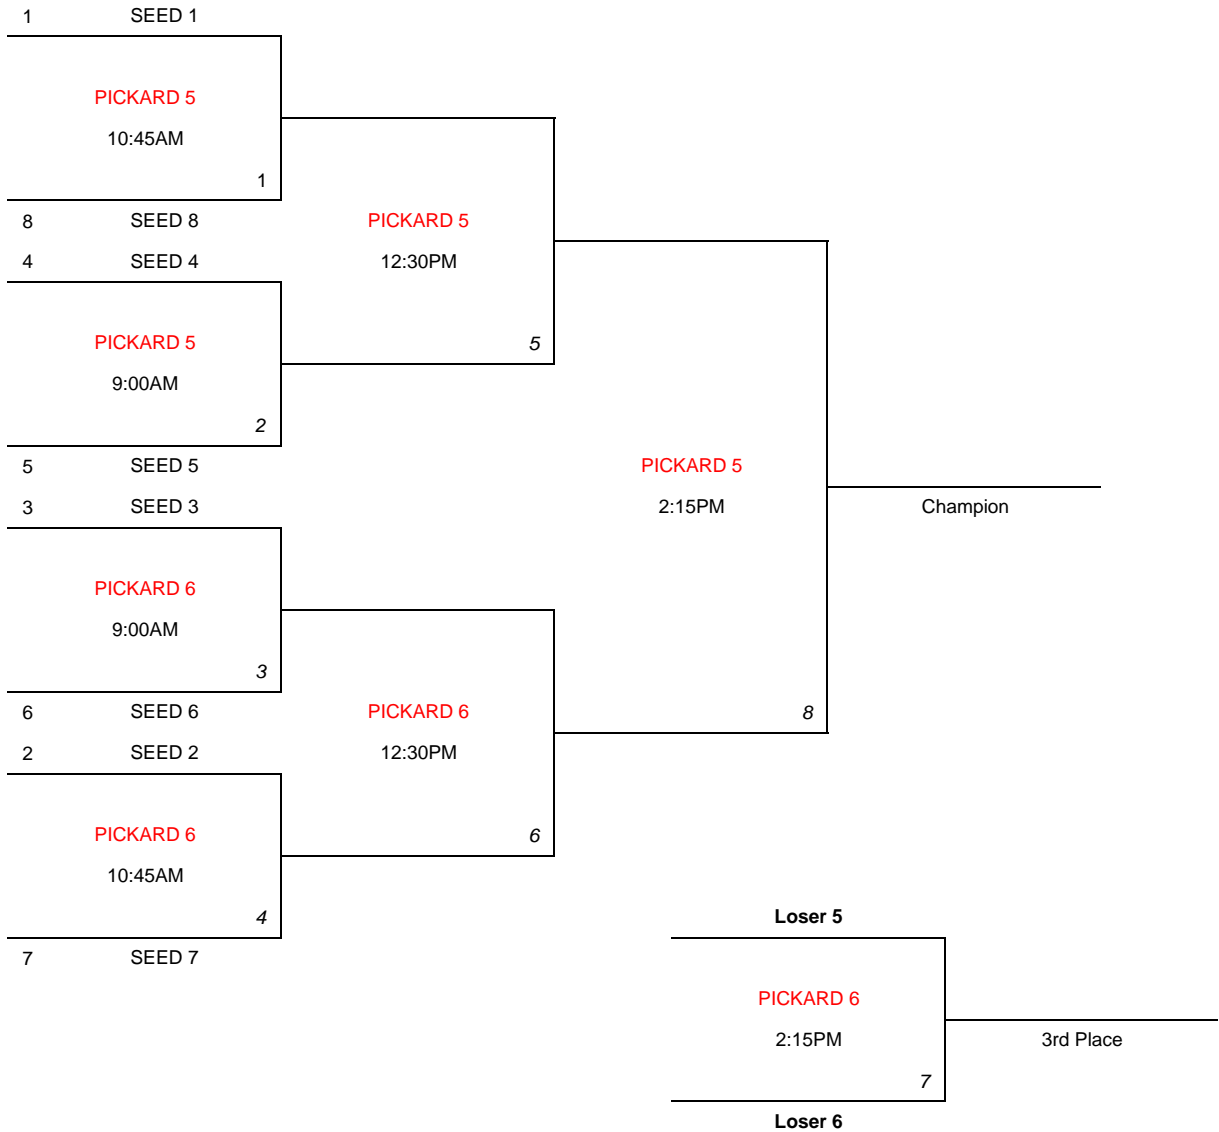 1 SEED 1
PICKARD 5
10:45AM
1
8 SEED 8
PICKARD 5
4 SEED 4
12:30PM
PICKARD 5
5
9:00AM
2
5 SEED 5
PICKARD 5
3 SEED 3
2:15PM
Champion
PICKARD 6
9:00AM
3
6 SEED 6
PICKARD 6
8
2 SEED 2
12:30PM
PICKARD 6
6
10:45AM
4
Loser 5
7 SEED 7
PICKARD 6
2:15PM
3rd Place
7
Loser 6